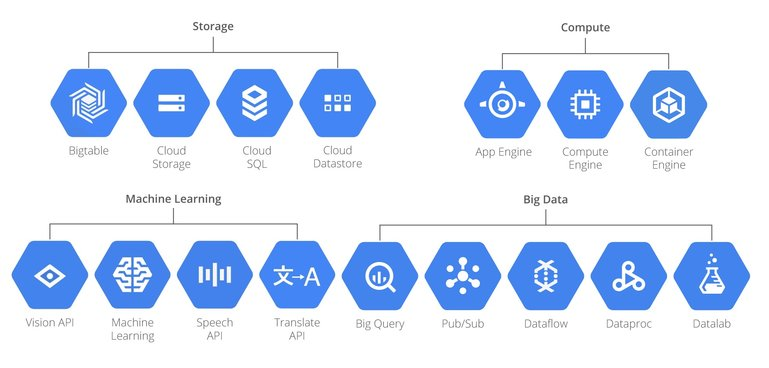 Storage
Compute
Bigtable
Cloud
Storage
Cloud
SQL
Cloud
Datastore
App Engine
Compute
Engine
Container
Engine
Machine Learning
Big Data
文→A
Vision API
Machine
Learning
Speech
API
Translate
API
Big Query
Pub/Sub
Dataflow
Dataproc
Datalab